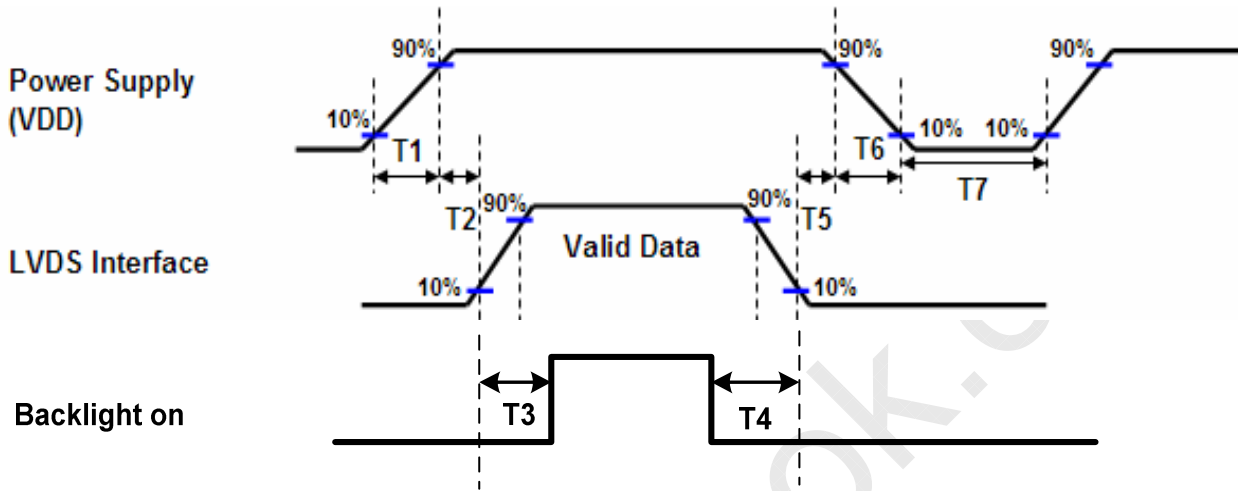 90% 90% 90%
Power Supply
(VDD)
10% 10% 10%
T1 T6
T7
T2 90% 90% T5
Valid Data
LVDS Interface
10% 10%
T3 T4
Backlight on
ok.c